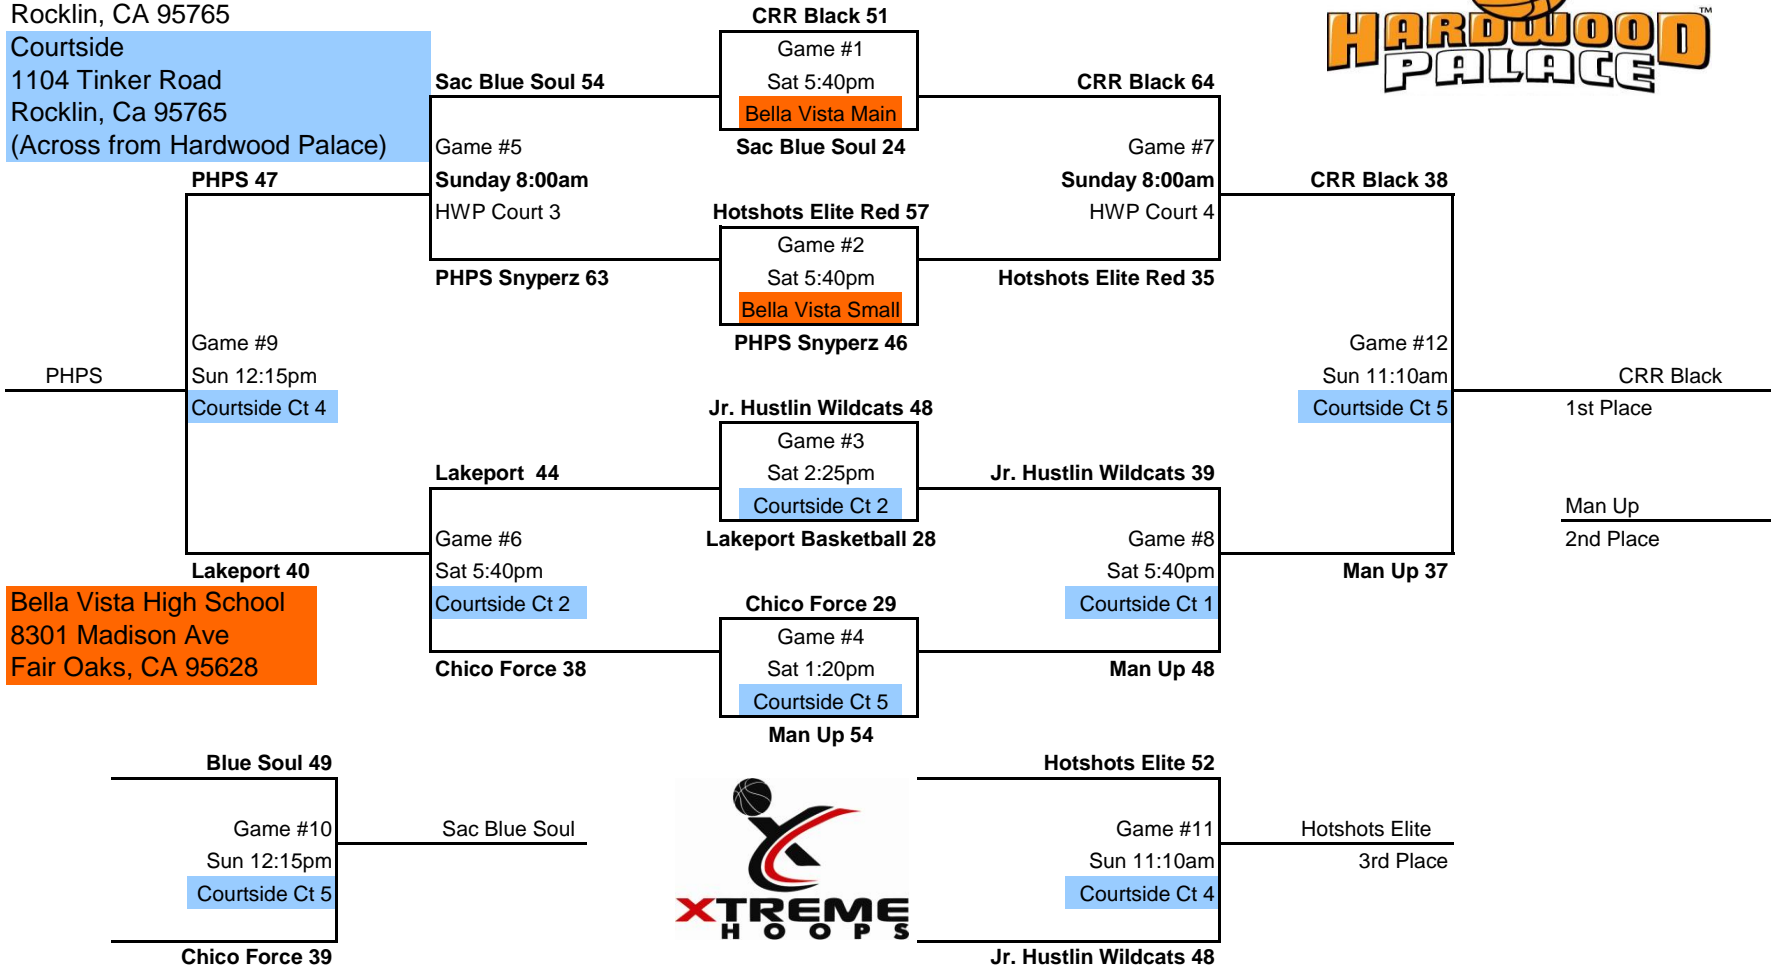 Rocklin, CA 95765
CRR Black 51
HARDWOOD
PALACE
TM
Courtside
1104 Tinker Road
Rocklin, Ca 95765
(Across from Hardwood Palace)
Game #1
Sat 5:40pm
Bella Vista Main
Sac Blue Soul 24
Sac Blue Soul 54
CRR Black 64
Game #5
Sunday 8:00am
HWP Court 3
Game #7
Sunday 8:00am
HWP Court 4
PHPS 47
CRR Black 38
Hotshots Elite Red 57
Game #2
Sat 5:40pm
Bella Vista Small
PHPS Snyperz 46
PHPS Snyperz 63
Hotshots Elite Red 35
Game #9
Sun 12:15pm
Courtside Ct 4
PHPS
Game #12
Sun 11:10am
Courtside Ct 5
CRR Black
1st Place
Jr. Hustlin Wildcats 48
Game #3
Sat 2:25pm
Courtside Ct 2
Lakeport Basketball 28
Lakeport 44
Jr. Hustlin Wildcats 39
Man Up
2nd Place
Game #6
Sat 5:40pm
Courtside Ct 2
Game #8
Sat 5:40pm
Courtside Ct 1
Lakeport 40
Man Up 37
Bella Vista High School
8301 Madison Ave
Fair Oaks, CA 95628
Chico Force 29
Game #4
Sat 1:20pm
Courtside Ct 5
Man Up 54
Chico Force 38
Man Up 48
Blue Soul 49
Game #10
Sun 12:15pm
Courtside Ct 5
Chico Force 39
Sac Blue Soul
XTREME
HOOPS
Hotshots Elite 52
Game #11
Sun 11:10am
Courtside Ct 4
Jr. Hustlin Wildcats 48
Hotshots Elite
3rd Place